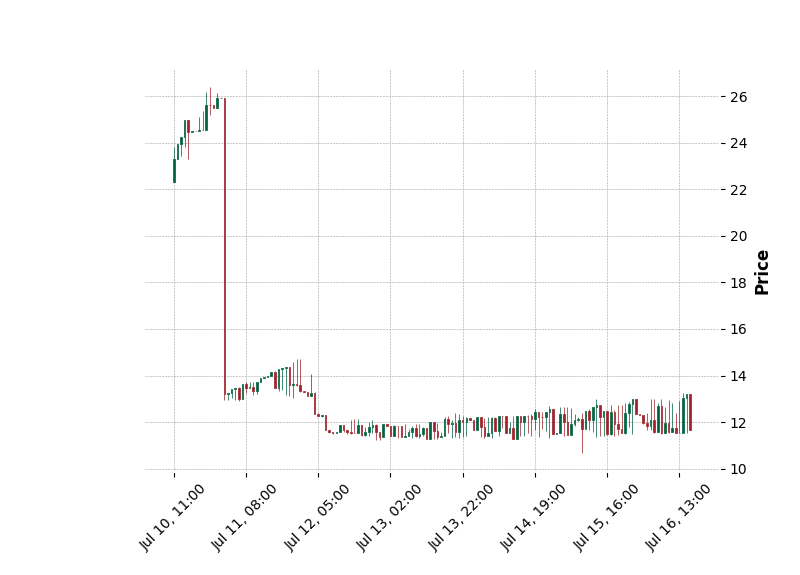 26
24
22
20
18
16
14
12
10
Price
Jul 10, 11:00
Jul 11, 08:00
Jul 12, 05:00
Jul 13, 02:00
Jul 13, 22:00
Jul 14, 19:00
Jul 15, 16:00
Jul 16, 13:00